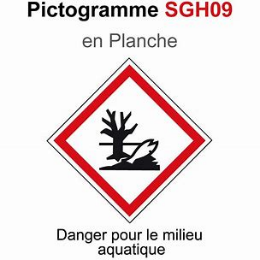 Pictogramme SGH09
en Planche
Danger pour le milieu
aquatique